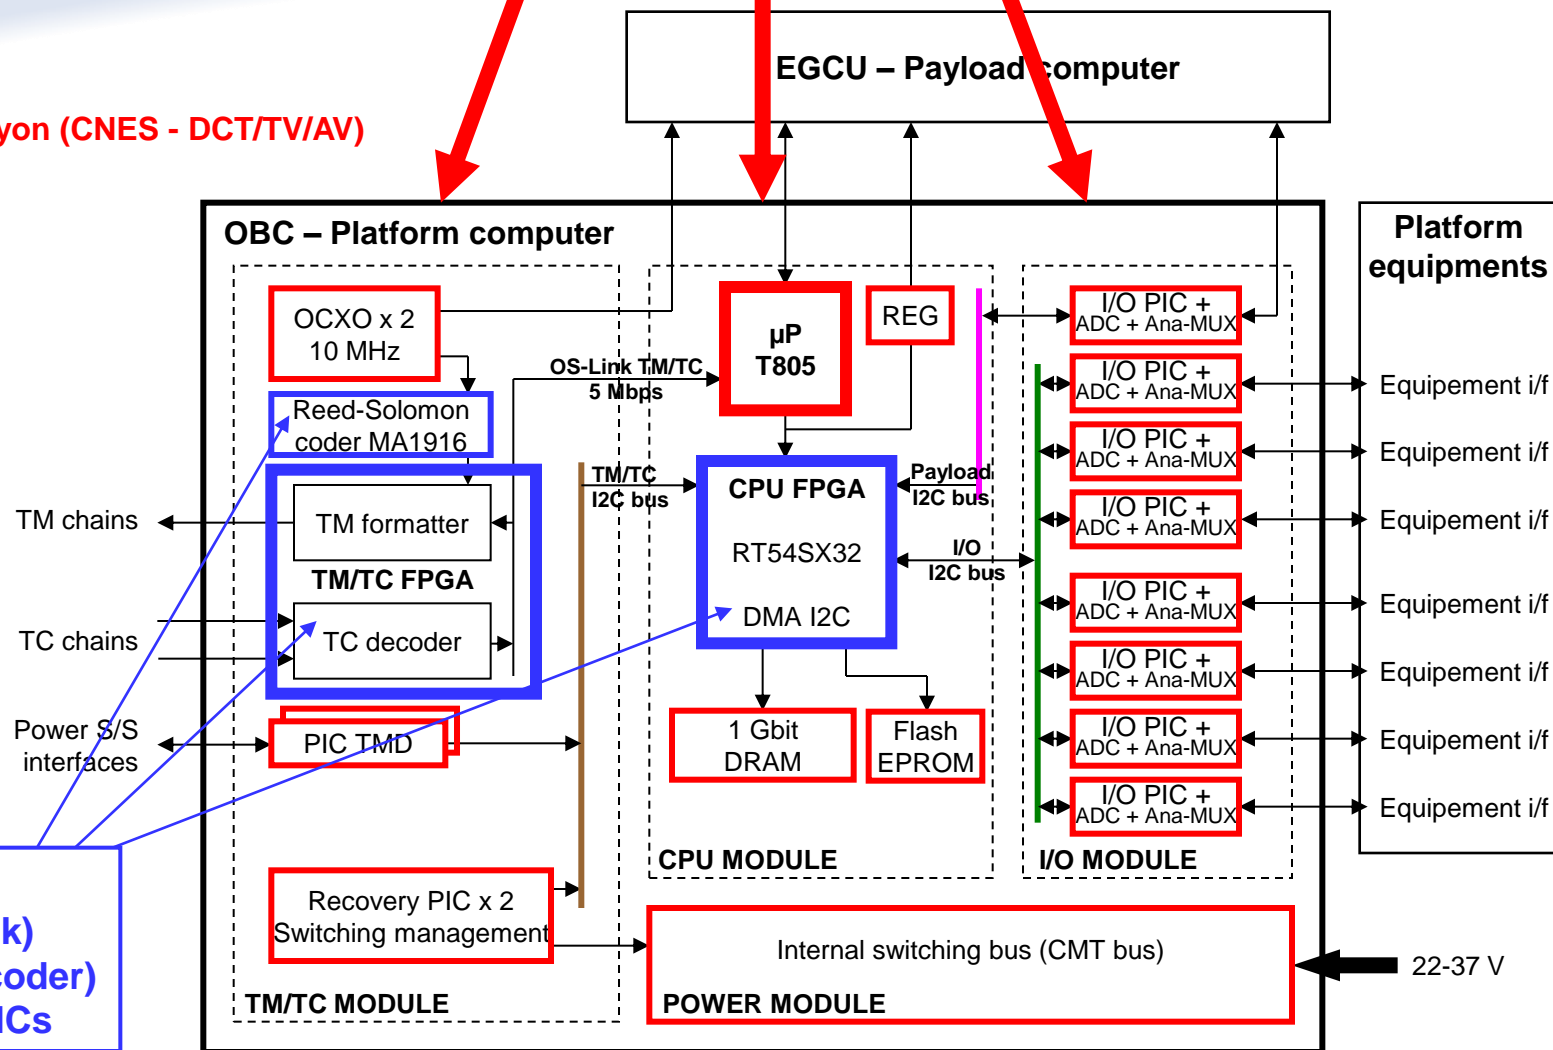 EGCU – Payload computer
(CNES - DCT/TV/AV)
OBC – Platform computer
Platform
equipments
OCXO x 2
10 MHz
Reed-Solomon
coder MA1916
TM formatter
TM/TC FPGA
TC decoder
TM chains
TC chains
Power S/S
interfaces
PIC TMD
Recovery PIC x 2
Switching management
TM/TC MODULE
OS-Link TM/TC
5 Mbps
TM/TC
I2C bus
µP
T805
REG
CPU FPGA
RT54SX32
DMA I2C
Payload
I2C bus
I/O
I2C bus
1 Gbit
DRAM
Flash
EPROM
CPU MODULE
I/O PIC +
ADC + Ana-MUX
I/O PIC +
ADC + Ana-MUX
Equipement i/f
I/O PIC +
ADC + Ana-MUX
Equipement i/f
I/O PIC +
ADC + Ana-MUX
Equipement i/f
I/O PIC +
ADC + Ana-MUX
Equipement i/f
I/O PIC +
ADC + Ana-MUX
Equipement i/f
I/O PIC +
ADC + Ana-MUX
Equipement i/f
I/O PIC +
ADC + Ana-MUX
Equipement i/f
I/O MODULE
Internal switching bus (CMT bus)
POWER MODULE
22-37 V